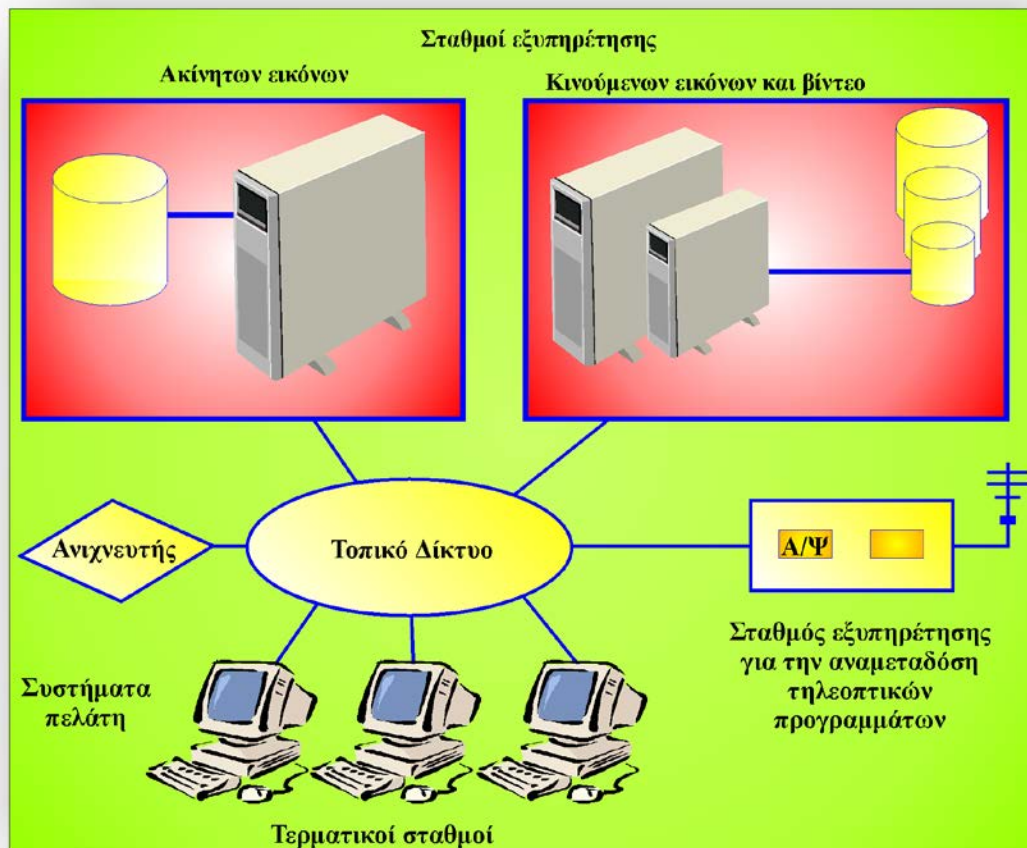 Σταθμοί εξυπηρέτησης
Ακίνητων εικόνων
Κινούμενων εικόνων και βίντεο
Ανιχνευτής
Τοπικό Δίκτυο
Α/Ψ
Σταθμός εξυπηρέτησης
για την αναμεταδόση
τηλεοπτικών
προγραμμάτων
Συστήματα
πελάτη
Τερματικοί σταθμοί